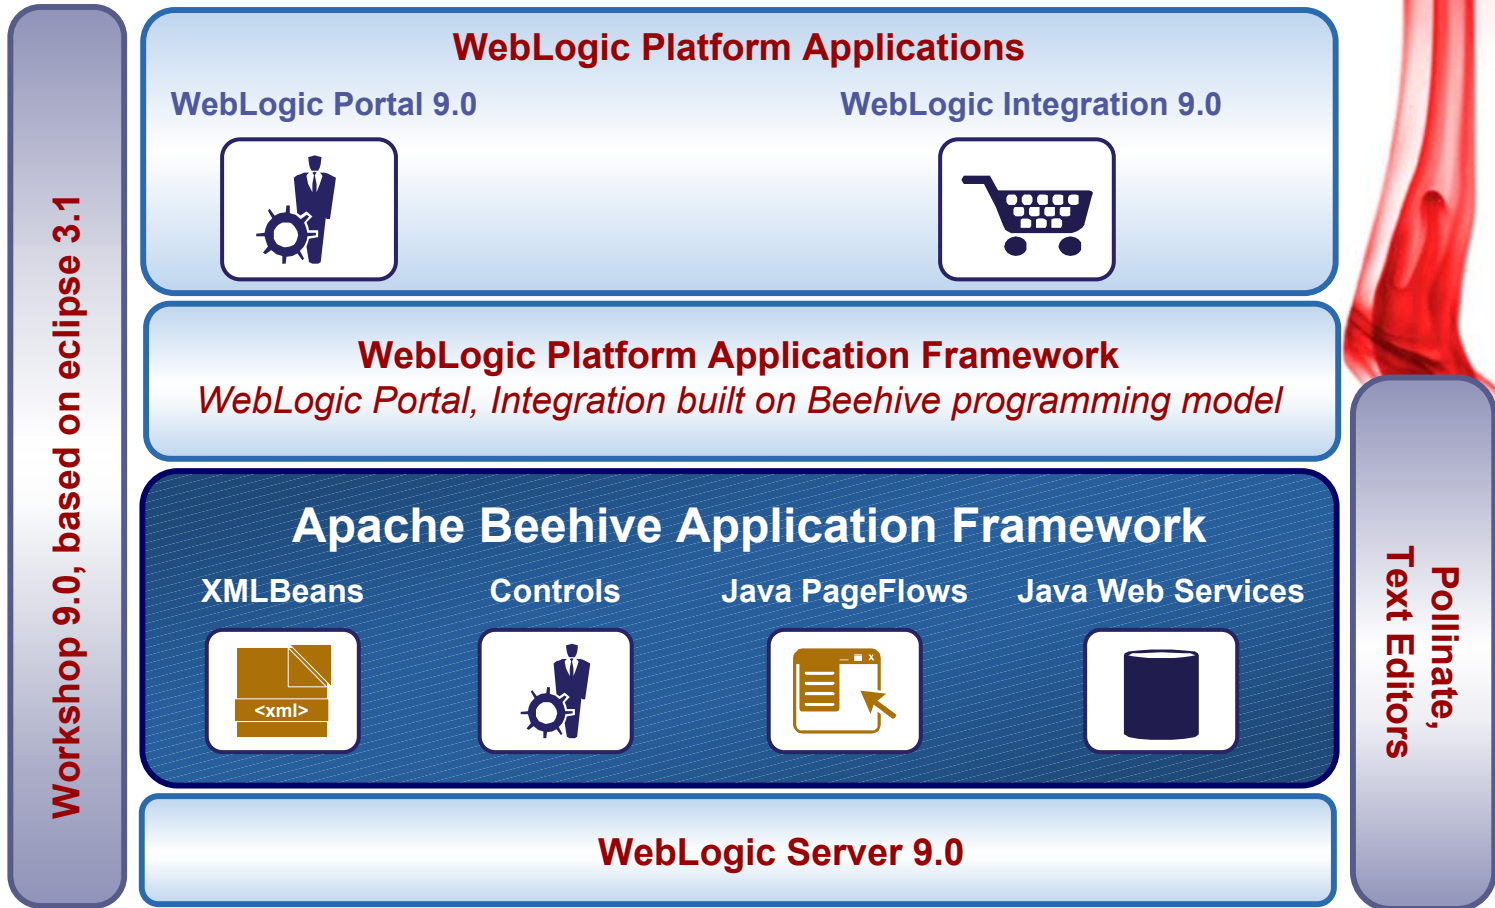 Workshop 9.0, based on eclipse 3.1
WebLogic Platform Applications
WebLogic Portal 9.0
WebLogic Integration 9.0
WebLogic Platform Application Framework
WebLogic Portal, Integration built on Beehive programming model
Apache Beehive Application Framework
XMLBeans
Controls
Java PageFlows
Java Web Services
<xml>
WebLogic Server 9.0
Pollinate,
Text Editors